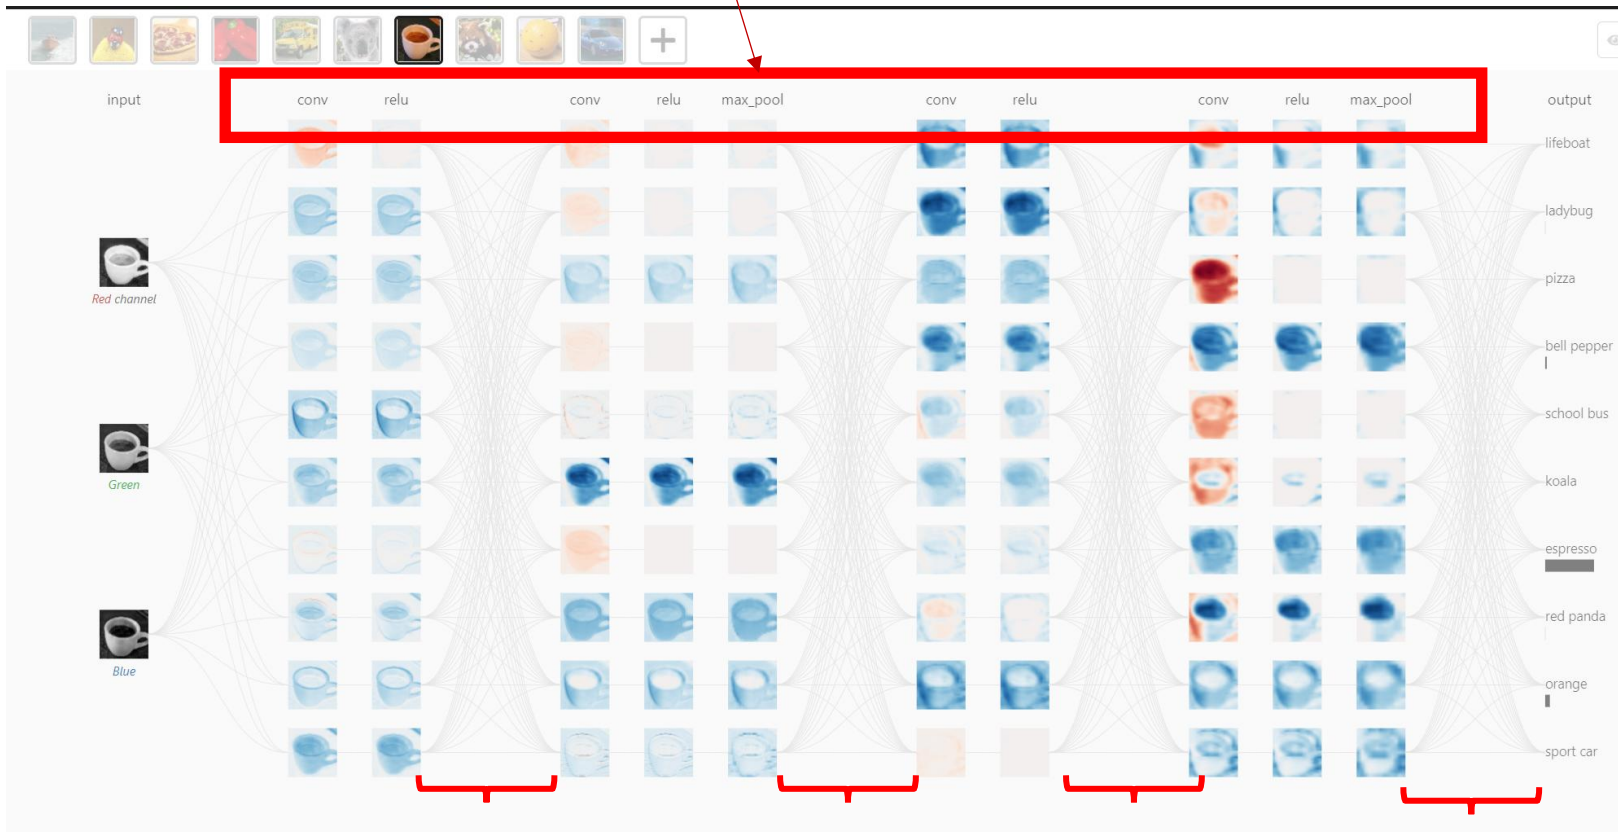 input conv relu conv relu max_pool conv relu conv relu max_pool output
lifeboat
ladybug
pizza
Red channel
bell pepper
school bus
Green
koala
espresso
red panda
Blue
orange
sport car